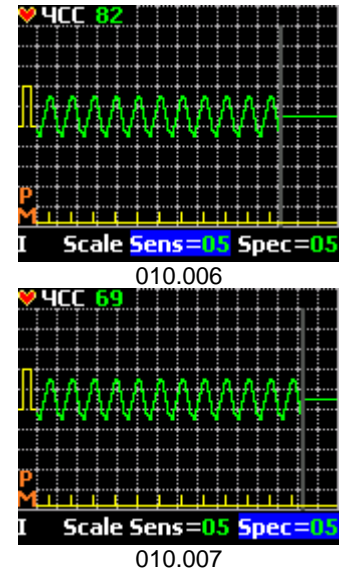 ЧСС 82
P
M
I Scale Sens=05 Spec=05
010.006
ЧСС 69
P
M
I Scale Sens=05 Spec=05
010.007